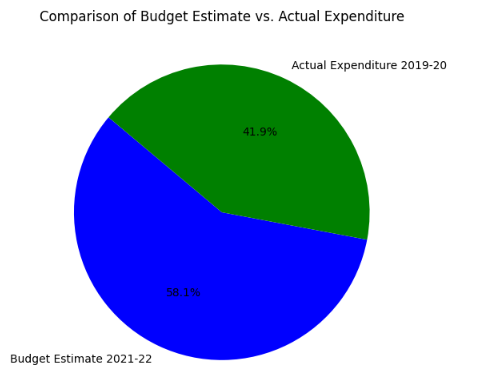 Comparison of Budget Estimate vs. Actual Expenditure
Actual Expenditure 2019-20
41.9%
58.1%
Budget Estimate 2021-22